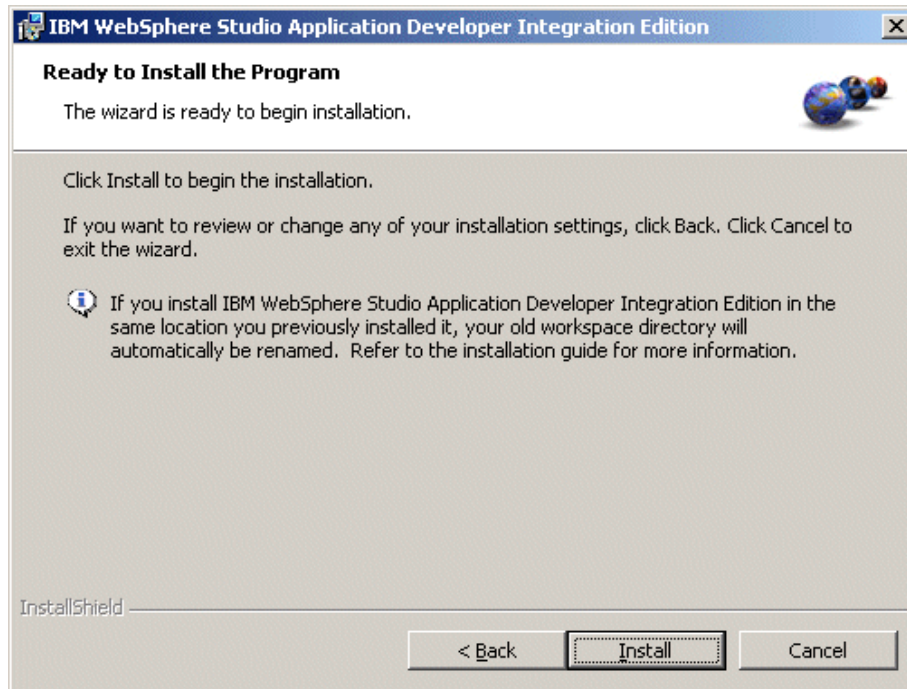 IBM WebSphere Studio Application Developer Integration Edition
Ready to Install the Program
The wizard is ready to begin installation.
Click Install to begin the installation.
If you want to review or change any of your installation settings, click Back. Click Cancel to
exit the wizard.
If you install IBM WebSphere Studio Application Developer Integration Edition in the
same location you previously installed it, your old workspace directory will
automatically be renamed.  Refer to the installation guide for more information.
InstallShield
< Back
Install
Cancel